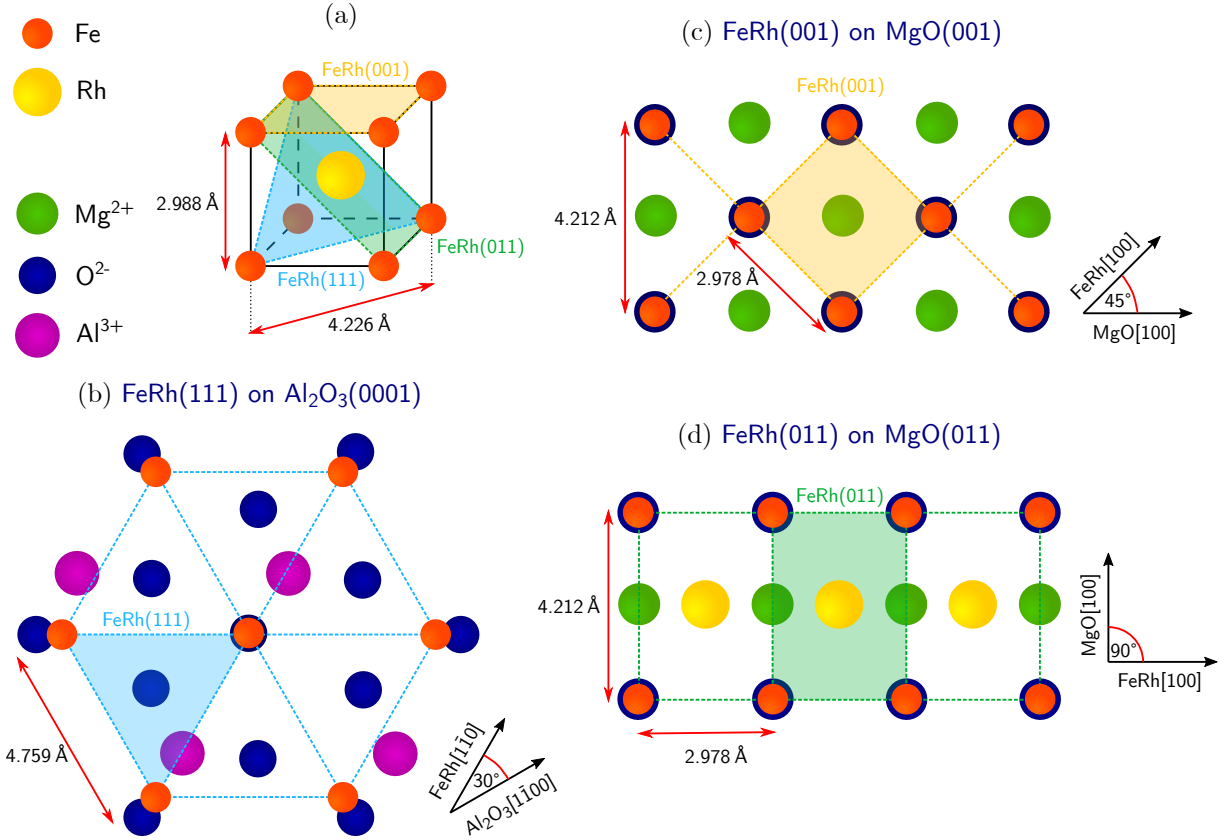 (a)
Fe
Rh
Mg²⁺
O²⁻
Al³⁺
FeRh(001)
2.988 Å
FeRh(011)
FeRh(111)
4.226 Å
(c) FeRh(001) on MgO(001)
FeRh(001)
4.212 Å
2.978 Å
FeRh[100]
45°
MgO[100]
(b) FeRh(111) on Al₂O₃(0001)
FeRh(111)
4.759 Å
FeRh[11̄0]
30°
Al₂O₃[11̄00]
(d) FeRh(011) on MgO(011)
FeRh(011)
4.212 Å
2.978 Å
MgO[100]
90°
FeRh[100]